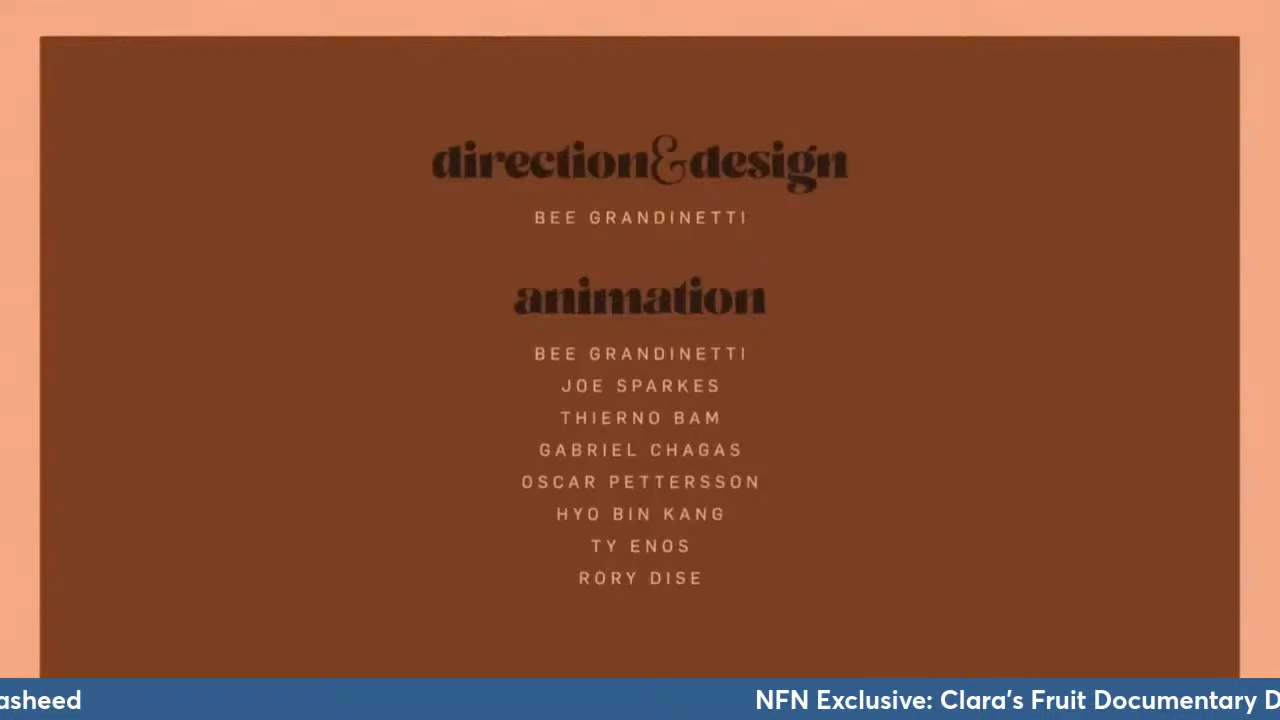 direction&design
BEE GRANDINETTI
animation
BEE GRANDINETTI
JOE SPARKES
THIERNO BAM
GABRIEL CHAGAS
OSCAR PETTERSSON
HYO BIN KANG
TY ENOS
RORY DISE
asheed NFN Exclusive: Clara's Fruit Documentary D